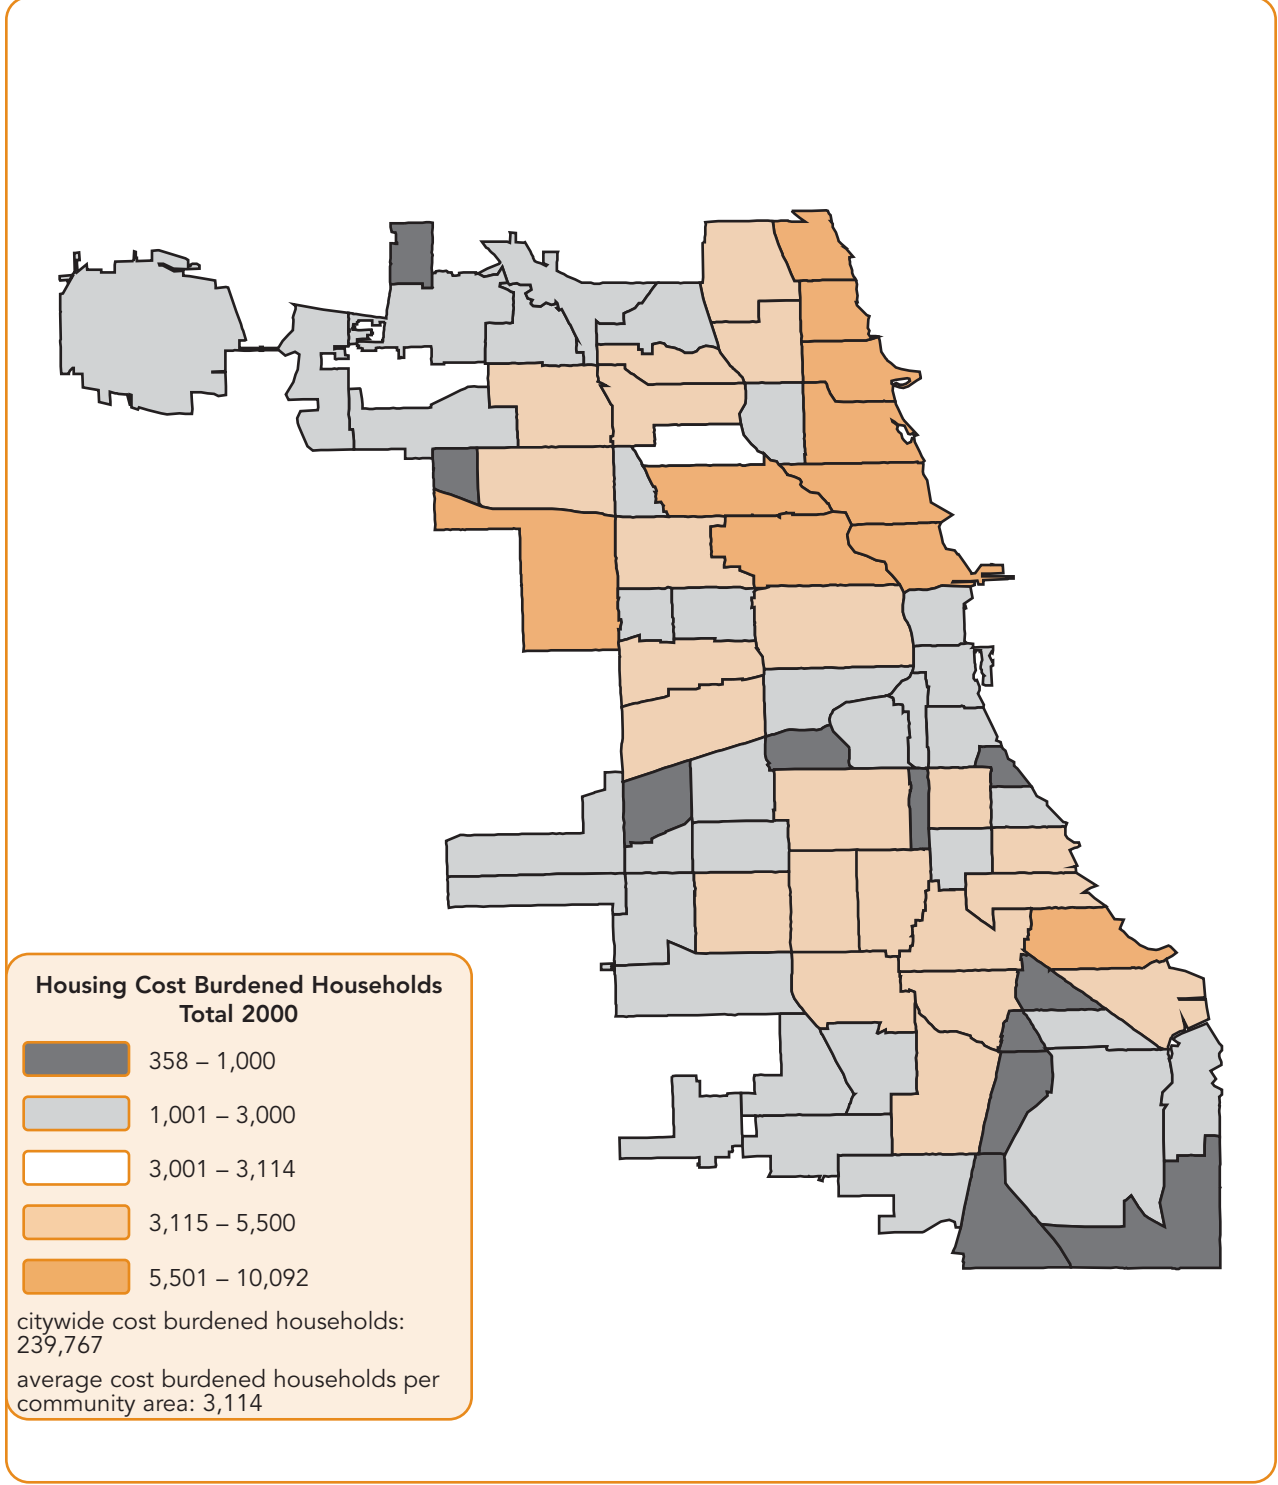 Housing Cost Burdened Households
Total 2000
358 – 1,000
1,001 – 3,000
3,001 – 3,114
3,115 – 5,500
5,501 – 10,092
citywide cost burdened households:
239,767
average cost burdened households per
community area: 3,114